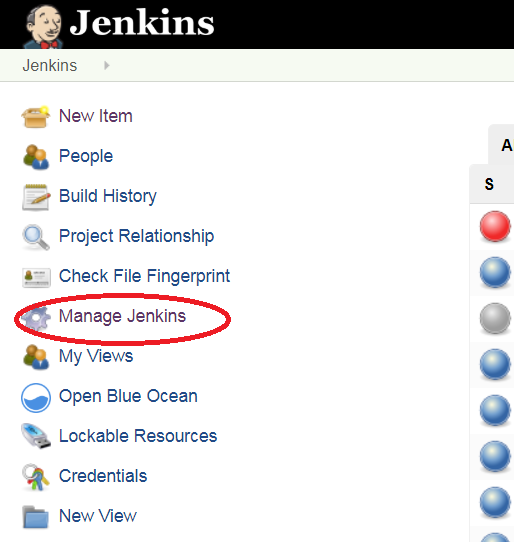 Jenkins
Jenkins
New Item
People
A
Build History
S
Project Relationship
Check File Fingerprint
Manage Jenkins
My Views
Open Blue Ocean
Lockable Resources
Credentials
New View